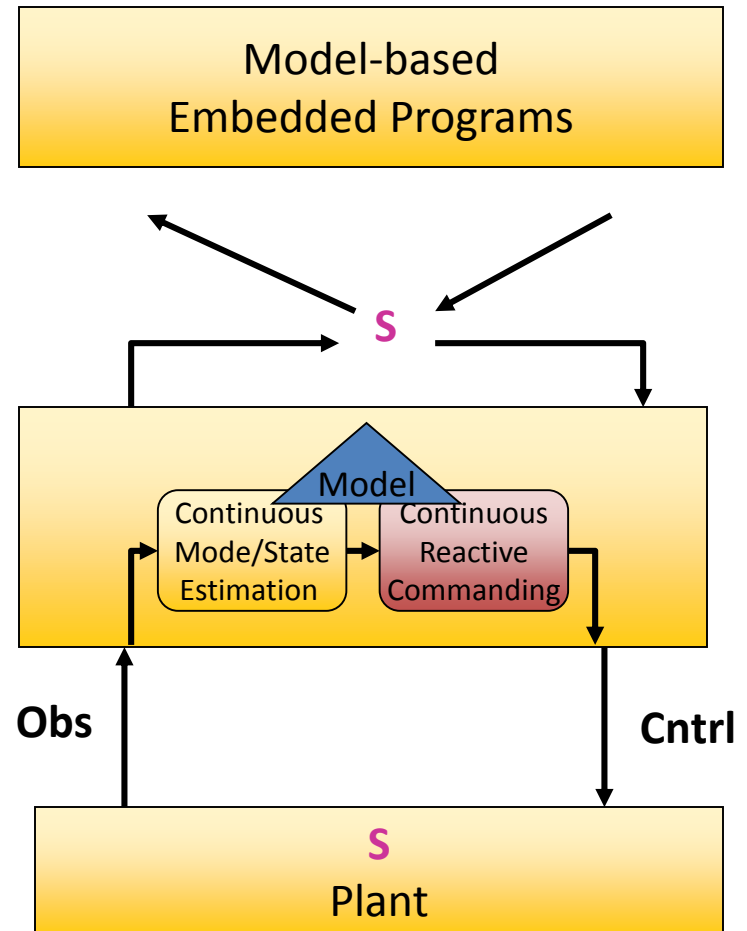 Model-based
Embedded Programs
S
Model
Continuous
Mode/State
Estimation
Continuous
Reactive
Commanding
Obs
Cntrl
S
Plant